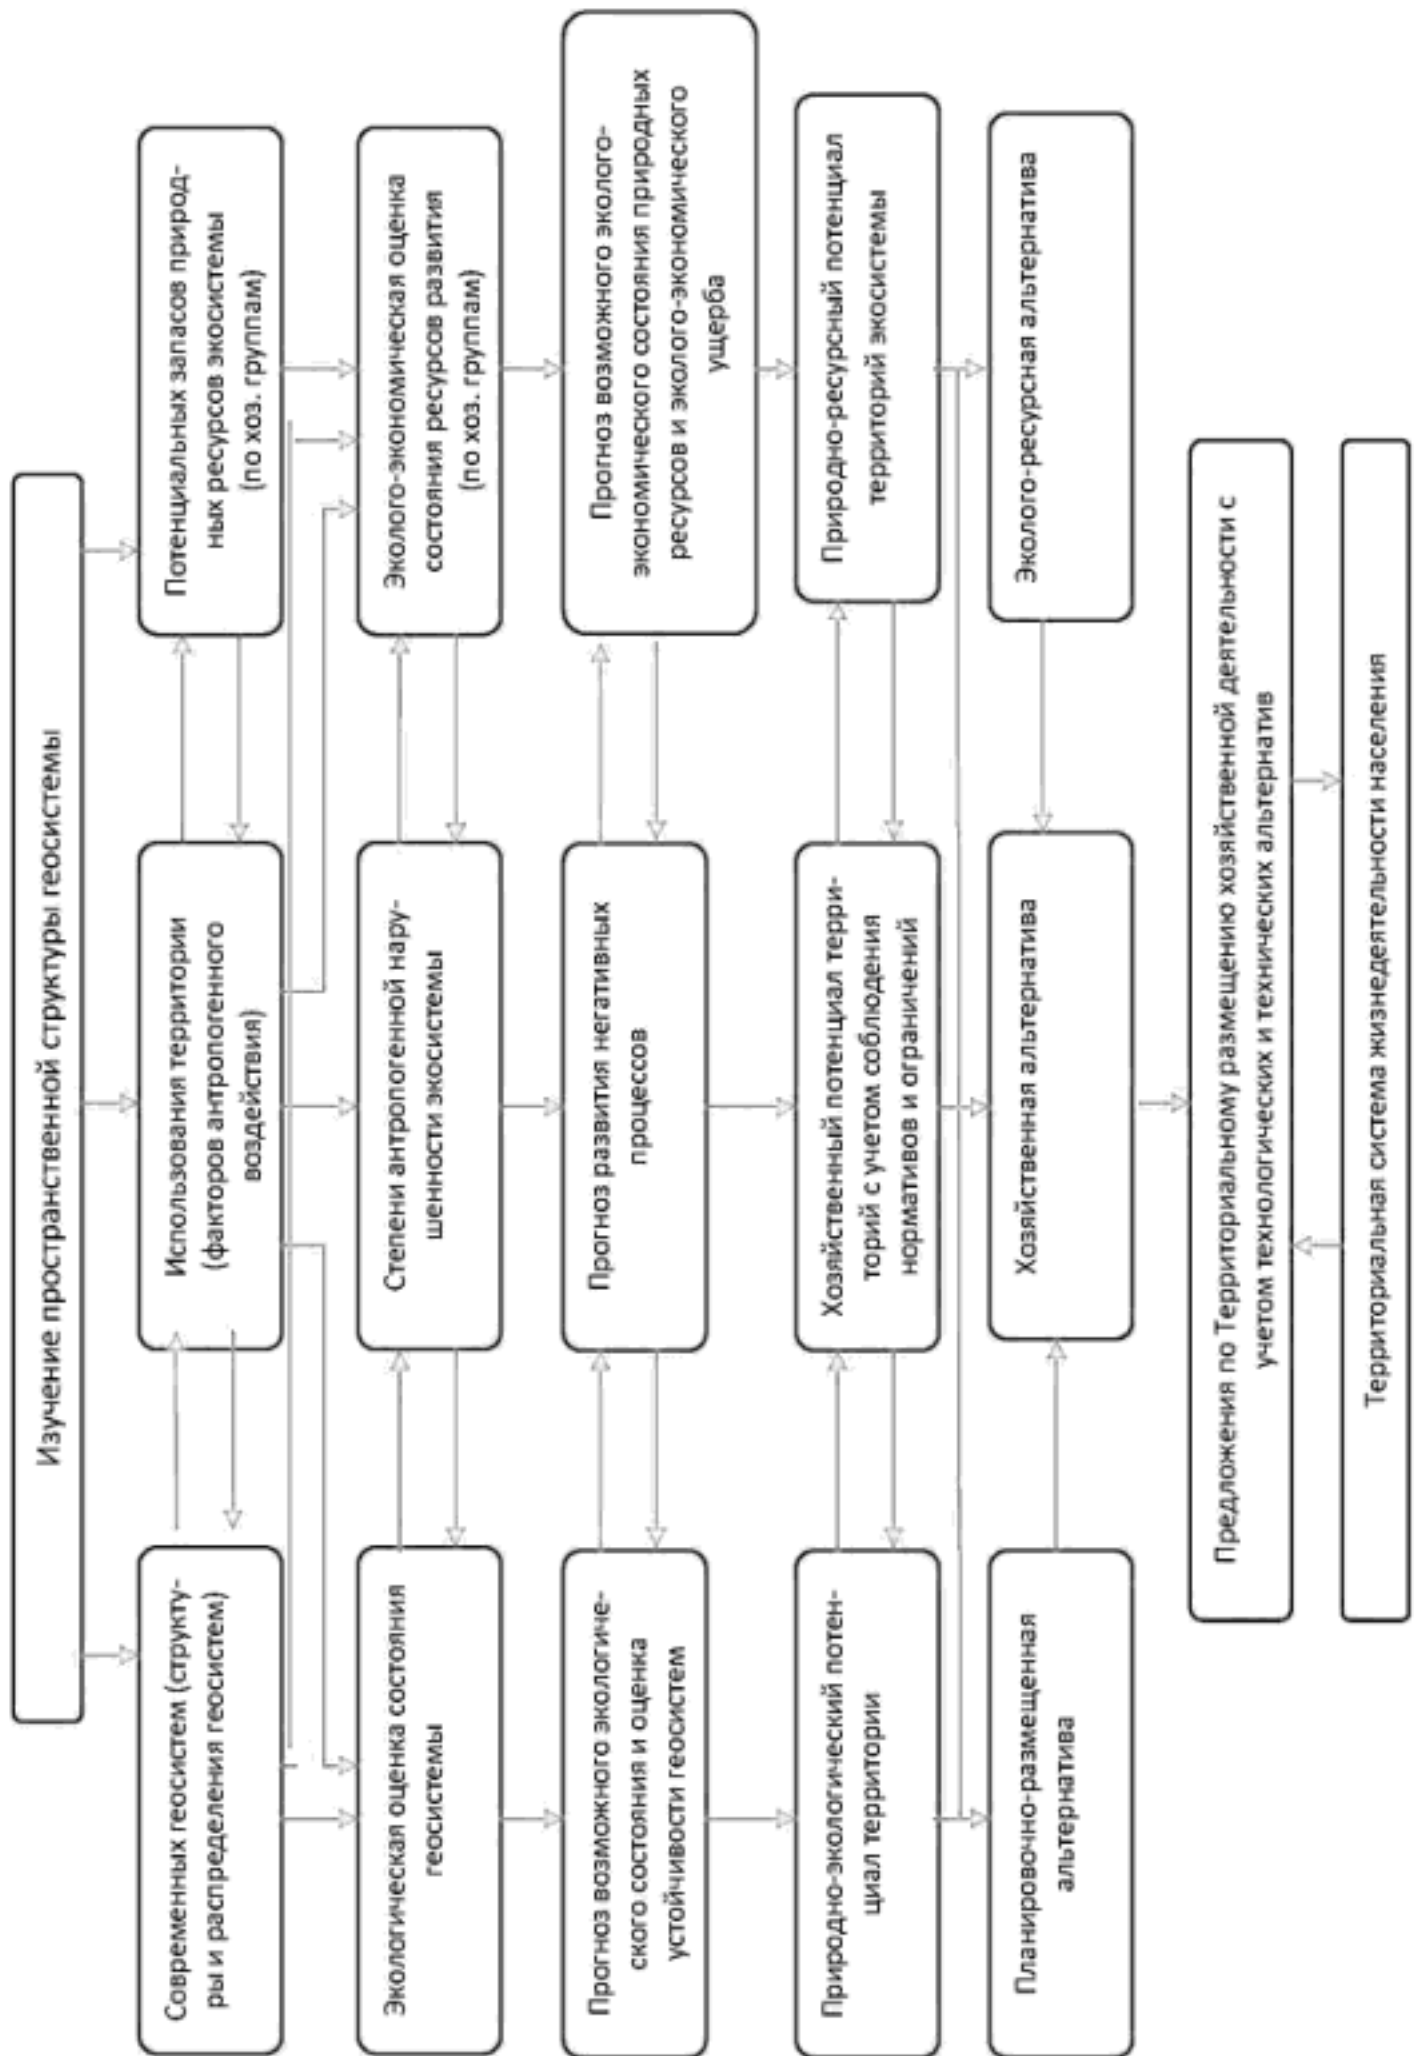 Изучение пространственной структуры геосистемы
Современных геосистем (структу-
ры и распределения геосистем)
Использования территории
(факторов антропогенного
воздействия)
Потенциальных запасов природ-
ных ресурсов экосистемы
(по хоз. группам)
Экологическая оценка состояния
геосистемы
Степени антропогенной нару-
шенности экосистемы
Эколого-экономическая оценка
состояния ресурсов развития
(по хоз. группам)
Прогноз возможного экологиче-
ского состояния и оценка
устойчивости геосистем
Прогноз развития негативных
процессов
Прогноз возможного эколого-
экономического состояния природных
ресурсов и эколого-экономического
ущерба
Природно-экологический потен-
циал территории
Хозяйственный потенциал терри-
торий с учетом соблюдения
нормативов и ограничений
Природно-ресурсный потенциал
территорий экосистемы
Планировочно-размещенная
альтернатива
Хозяйственная альтернатива
Эколого-ресурсная альтернатива
Предложения по Территориальному размещению хозяйственной деятельности с
учетом технологических и технических альтернатив
Территориальная система жизнедеятельности населения